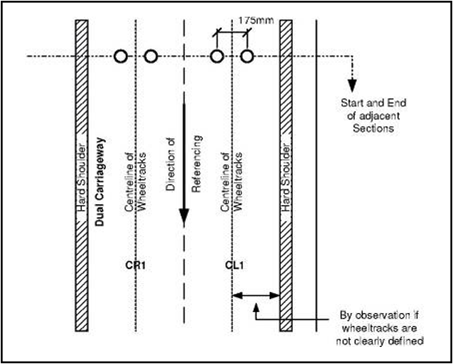 175mm
Start and End
of adjacent
Sections
Hard Shoulder
Dual Carriageway
Centreline of
Wheeltracks
Direction of
Referencing
Centreline of
Wheeltracks
Hard Shoulder
CR1
CL1
By observation if
wheeltracks are
not clearly defined